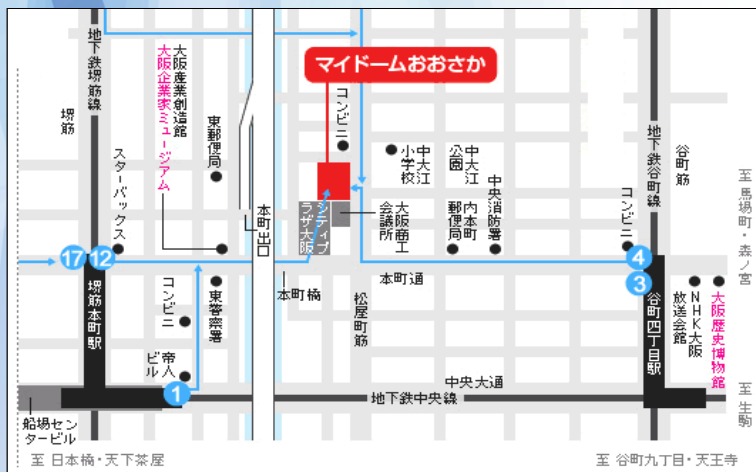 マイドームおおさか
地下鉄堺筋線
堺筋
大阪産業創造館
大阪企業家ミュージアム
東郵便局
スターバックス
本町出口
コンビニ
中大江
小学校
中大江
公園
中央消防署
内本町
郵便局
大阪商工
会議所
シティプ
ラザ大阪
コンビニ
地下鉄谷町線
谷町筋
至 馬場町・森ノ宮
17
12
4
3
本町橋
本町通
堺筋本町駅
コンビニ
東警察署
松屋町筋
谷町四丁目駅
NHK大阪
放送会館
大阪歴史博物館
帝人
ビル
1
中央大通
地下鉄中央線
至 生駒
船場セン
タービル
至 日本橋・天下茶屋
至 谷町九丁目・天王寺